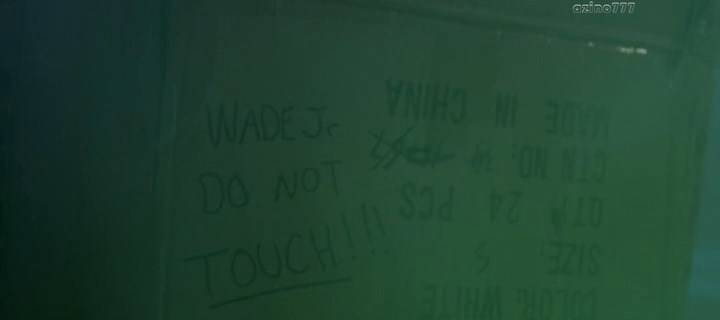 azino777
WADE Jr
DO NOT
TOUCH!!!
MADE IN CHINA
CTN NO:
QTY 24 PCS
SIZE: S
COLOR: WHITE